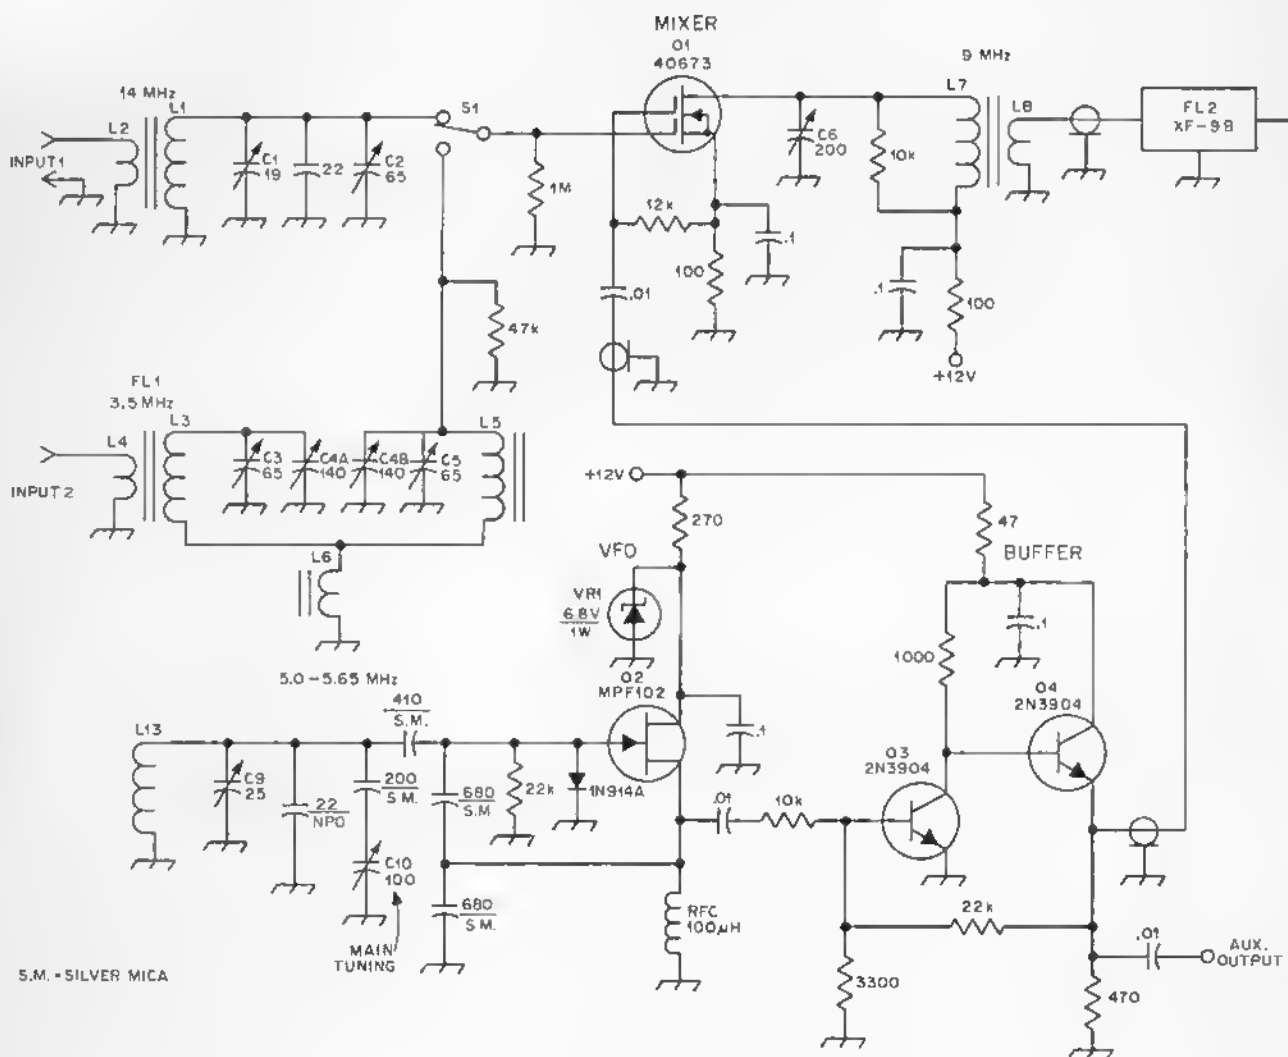 MIXER
Q1
40673
14 MHz
L2
L1
INPUT 1
C1
19
22
C2
65
S1
1M
12k
.1
100
.01
C6
200
10k
9 MHz
L7
L8
.1
100
+12V
FL2
XF-9B
47k
FL1
3.5 MHz
L4
L3
INPUT 2
C3
65
C4A
140
C4B
140
C5
65
L5
L6
+12V
270
VFO
VR1
6.8V
1W
47
BUFFER
.1
1000
5.0-5.65 MHz
410
S.M.
Q2
MPF102
.1
Q4
2N3904
L13
C9
25
22
NPO
200
S.M.
C10
100
MAIN
TUNING
680
S.M
680
S.M.
22k
1N914A
.01
10k
Q3
2N3904
RFC
100µH
22k
3300
.01
AUX.
OUTPUT
470
S.M. = SILVER MICA